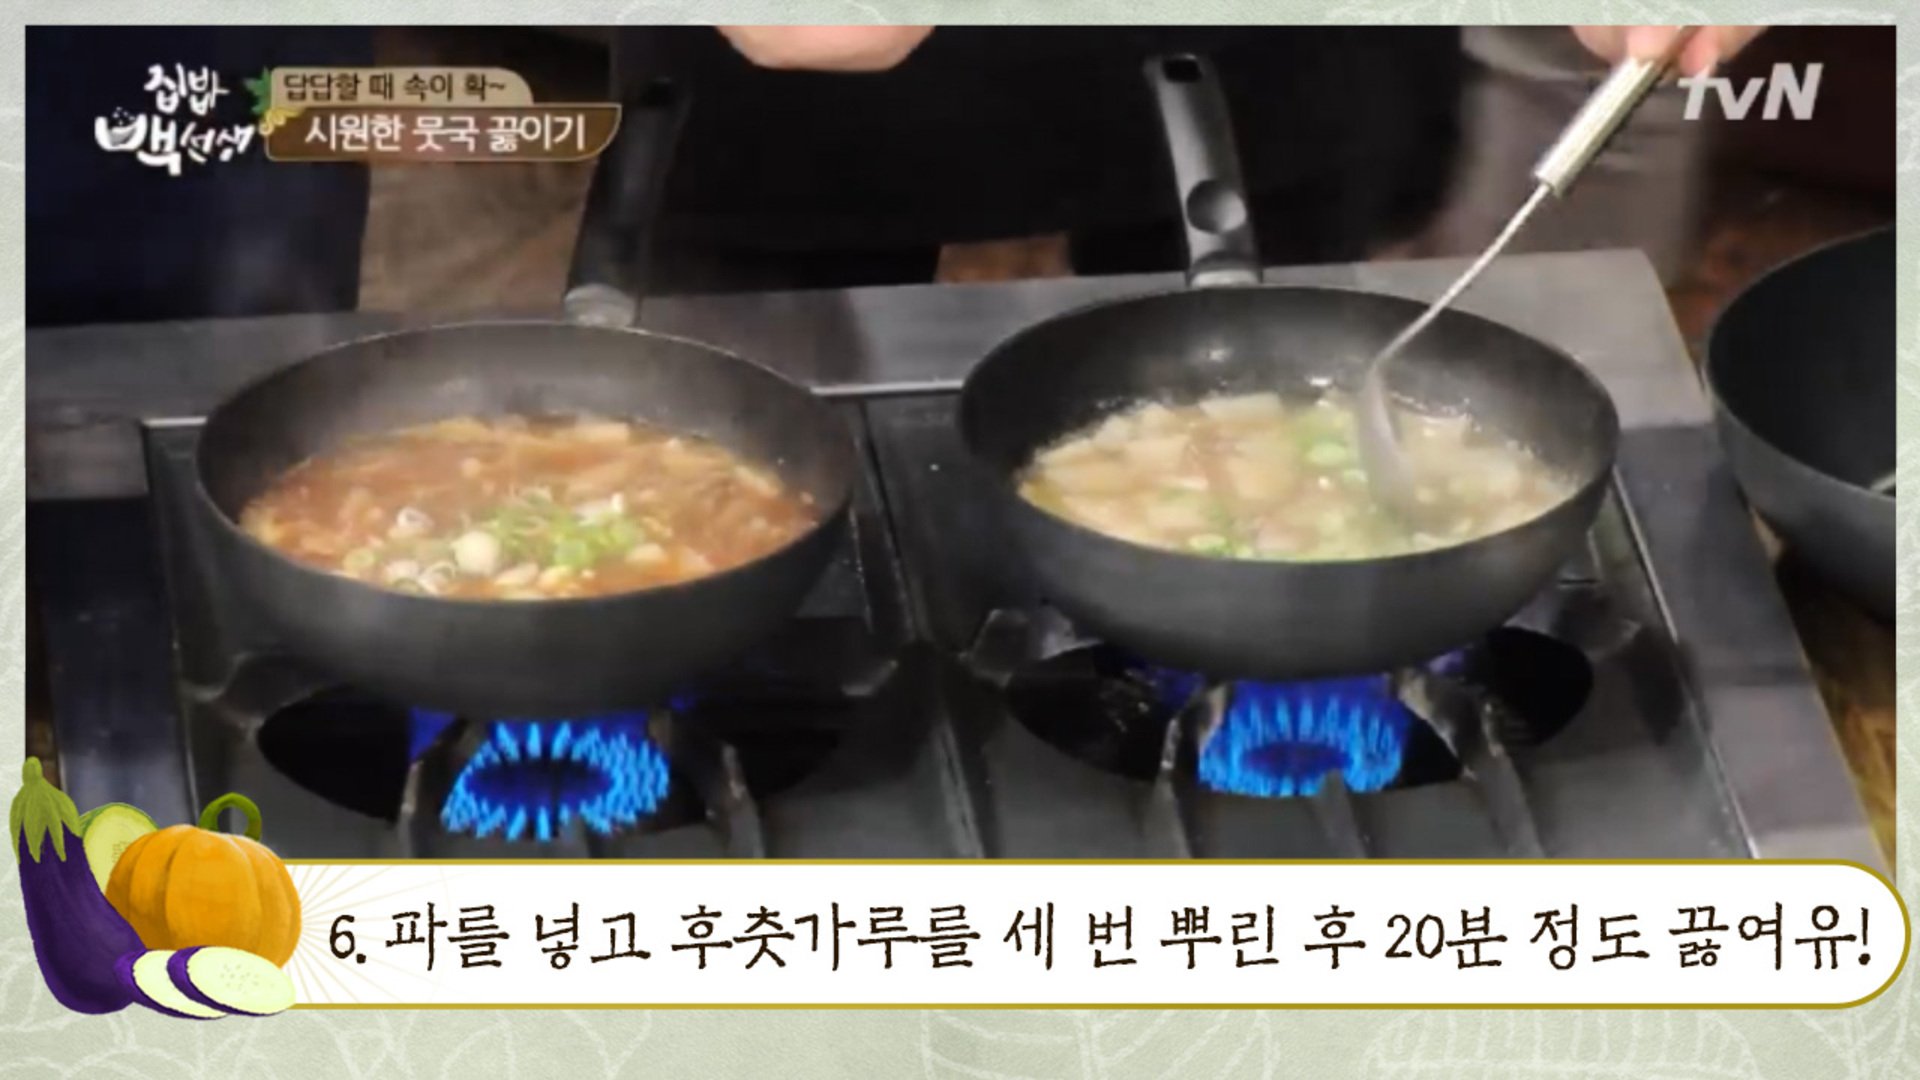 집밥
백선생
답답할 때 속이 확~
시원한 뭇국 끓이기
tvN
6. 파를 넣고 후춧가루를 세 번 뿌린 후 20분 정도 끓여유!